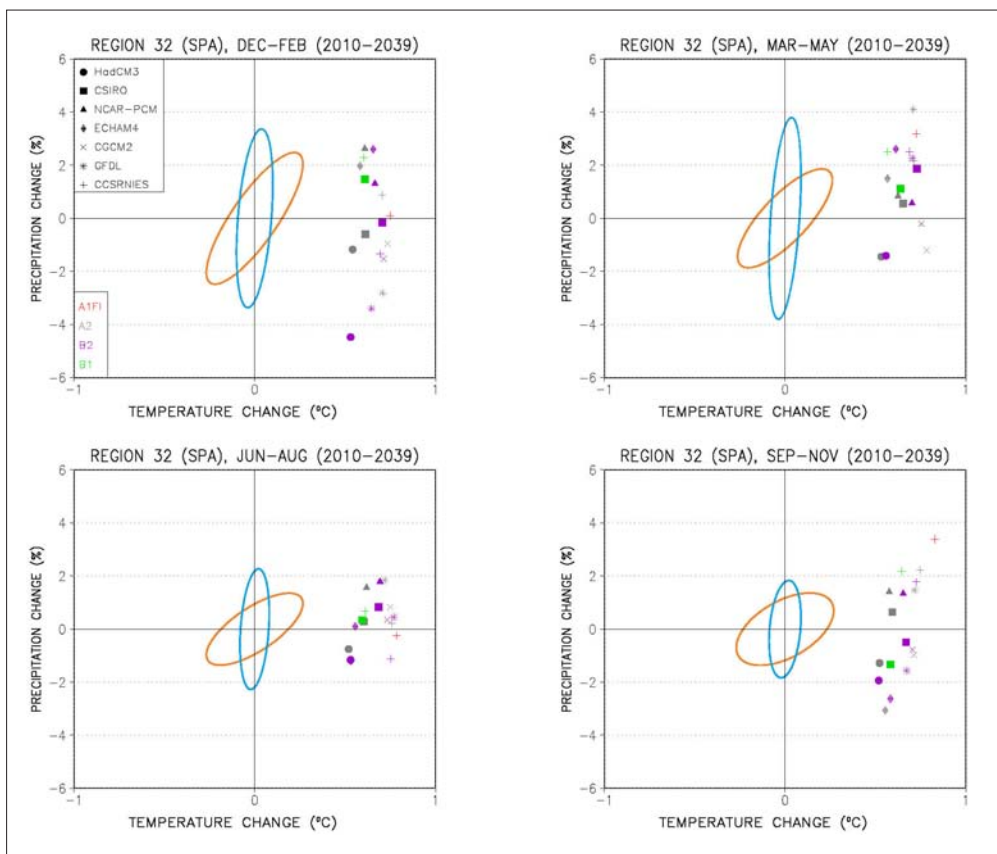 REGION 32 (SPA), DEC-FEB (2010-2039)
PRECIPITATION CHANGE (%)
6
4
2
0
-2
-4
-6
HadCM3
CSIRO
NCAR-PCM
ECHAM4
CGCM2
GFDL
CCSRNIES
A1FI
A2
B2
B1
-1
0
1
TEMPERATURE CHANGE (ºC)
REGION 32 (SPA), MAR-MAY (2010-2039)
PRECIPITATION CHANGE (%)
6
4
2
0
-2
-4
-6
-1
0
1
TEMPERATURE CHANGE (ºC)
REGION 32 (SPA), JUN-AUG (2010-2039)
PRECIPITATION CHANGE (%)
6
4
2
0
-2
-4
-6
-1
0
1
TEMPERATURE CHANGE (ºC)
REGION 32 (SPA), SEP-NOV (2010-2039)
PRECIPITATION CHANGE (%)
6
4
2
0
-2
-4
-6
-1
0
1
TEMPERATURE CHANGE (ºC)